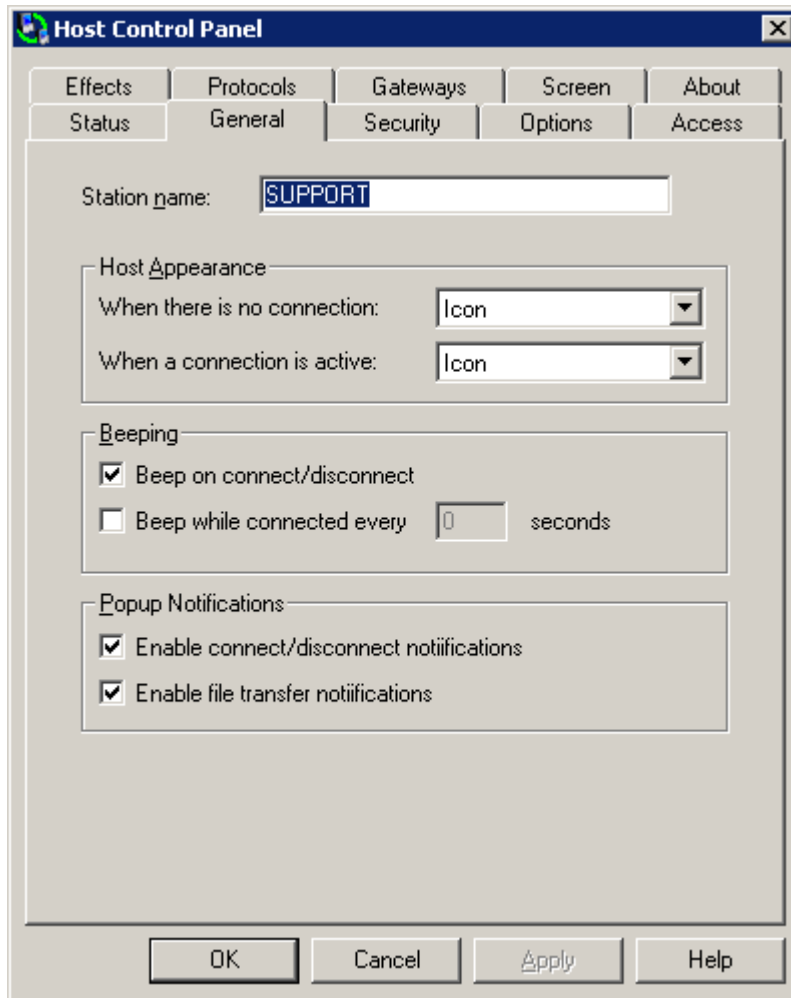 Host Control Panel
Effects Protocols Gateways Screen About
Status General Security Options Access
Station name: SUPPORT
Host Appearance
When there is no connection: Icon
When a connection is active: Icon
Beeping
Beep on connect/disconnect
Beep while connected every 0 seconds
Popup Notifications
Enable connect/disconnect notiifications
Enable file transfer notiifications
OK Cancel Apply Help